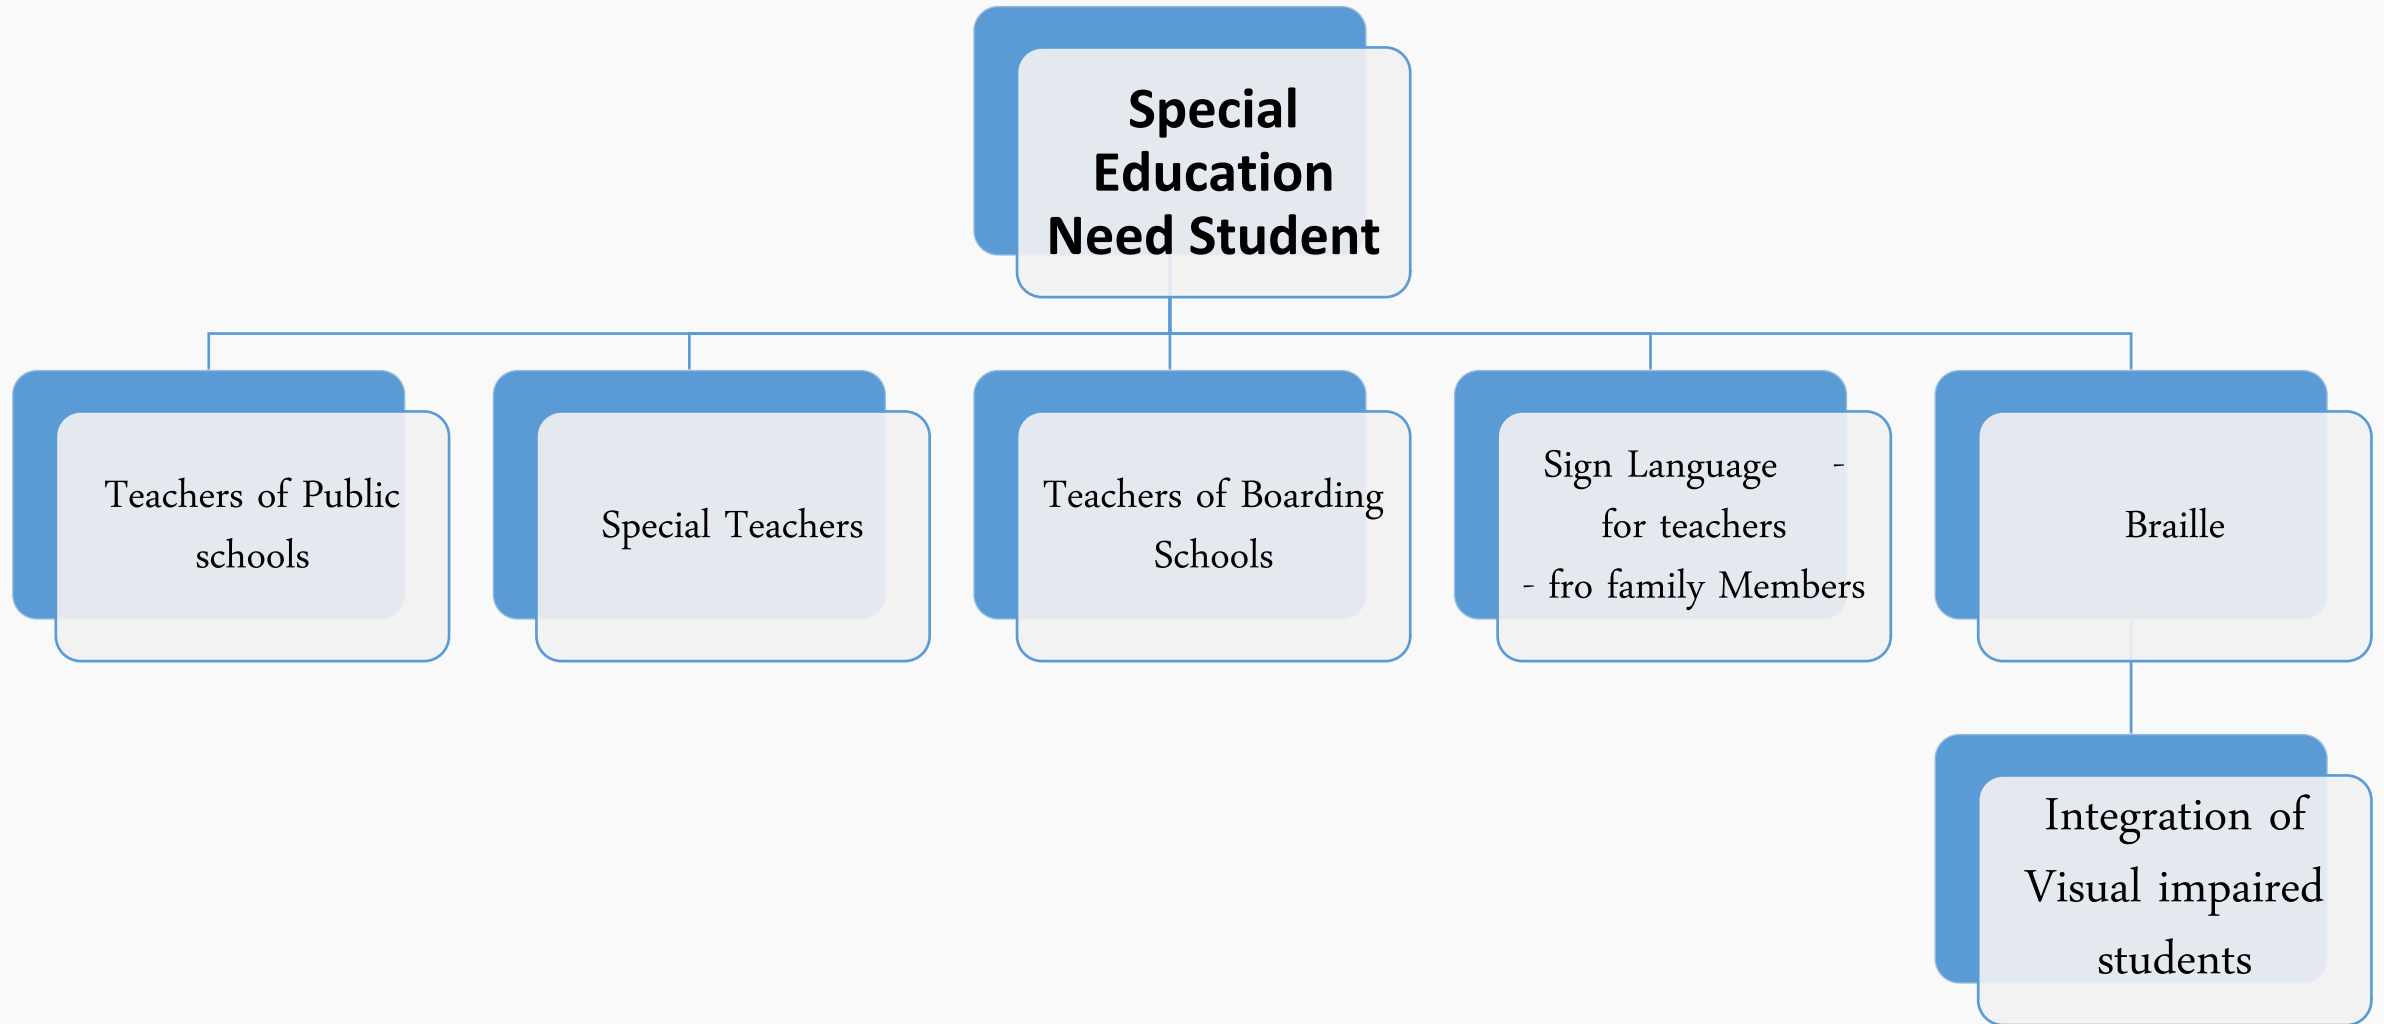 Special
Education
Need Student
Teachers of Public
schools
Special Teachers
Teachers of Boarding
Schools
Sign Language -
for teachers
- fro family Members
Braille
Integration of
Visual impaired
students